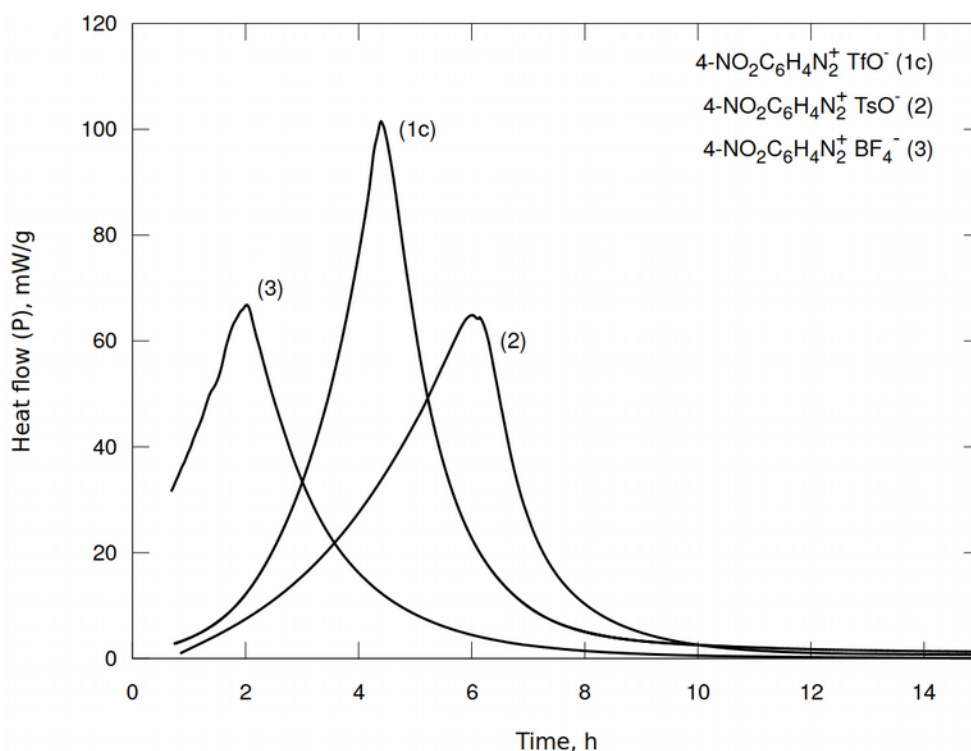 120
100
80
60
40
20
0
0 2 4 6 8 10 12 14
Heat flow (P), mW/g
Time, h
4-NO₂C₆H₄N₂⁺ TfO⁻ (1c)
4-NO₂C₆H₄N₂⁺ TsO⁻ (2)
4-NO₂C₆H₄N₂⁺ BF₄⁻ (3)
(1c)
(3)
(2)